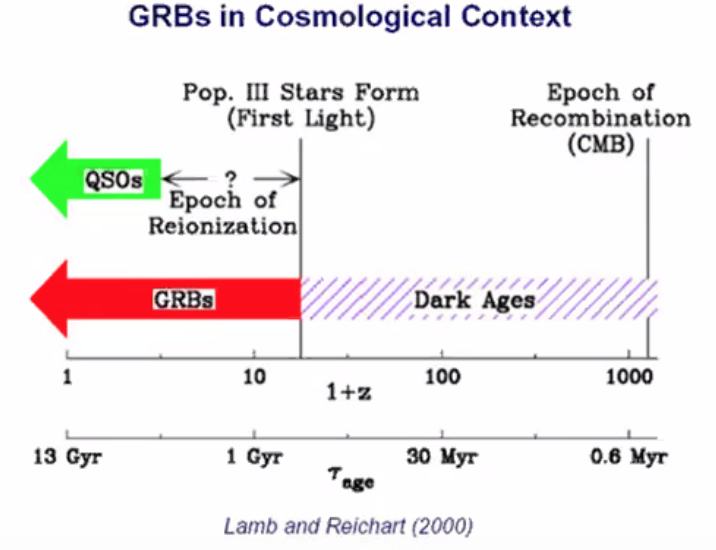 GRBs in Cosmological Context
Pop. III Stars Form
(First Light)
Epoch of
Recombination
(CMB)
QSOs
?
Epoch of
Reionization
GRBs
Dark Ages
1
10
100
1000
1+z
13 Gyr
1 Gyr
30 Myr
0.6 Myr
τage
Lamb and Reichart (2000)